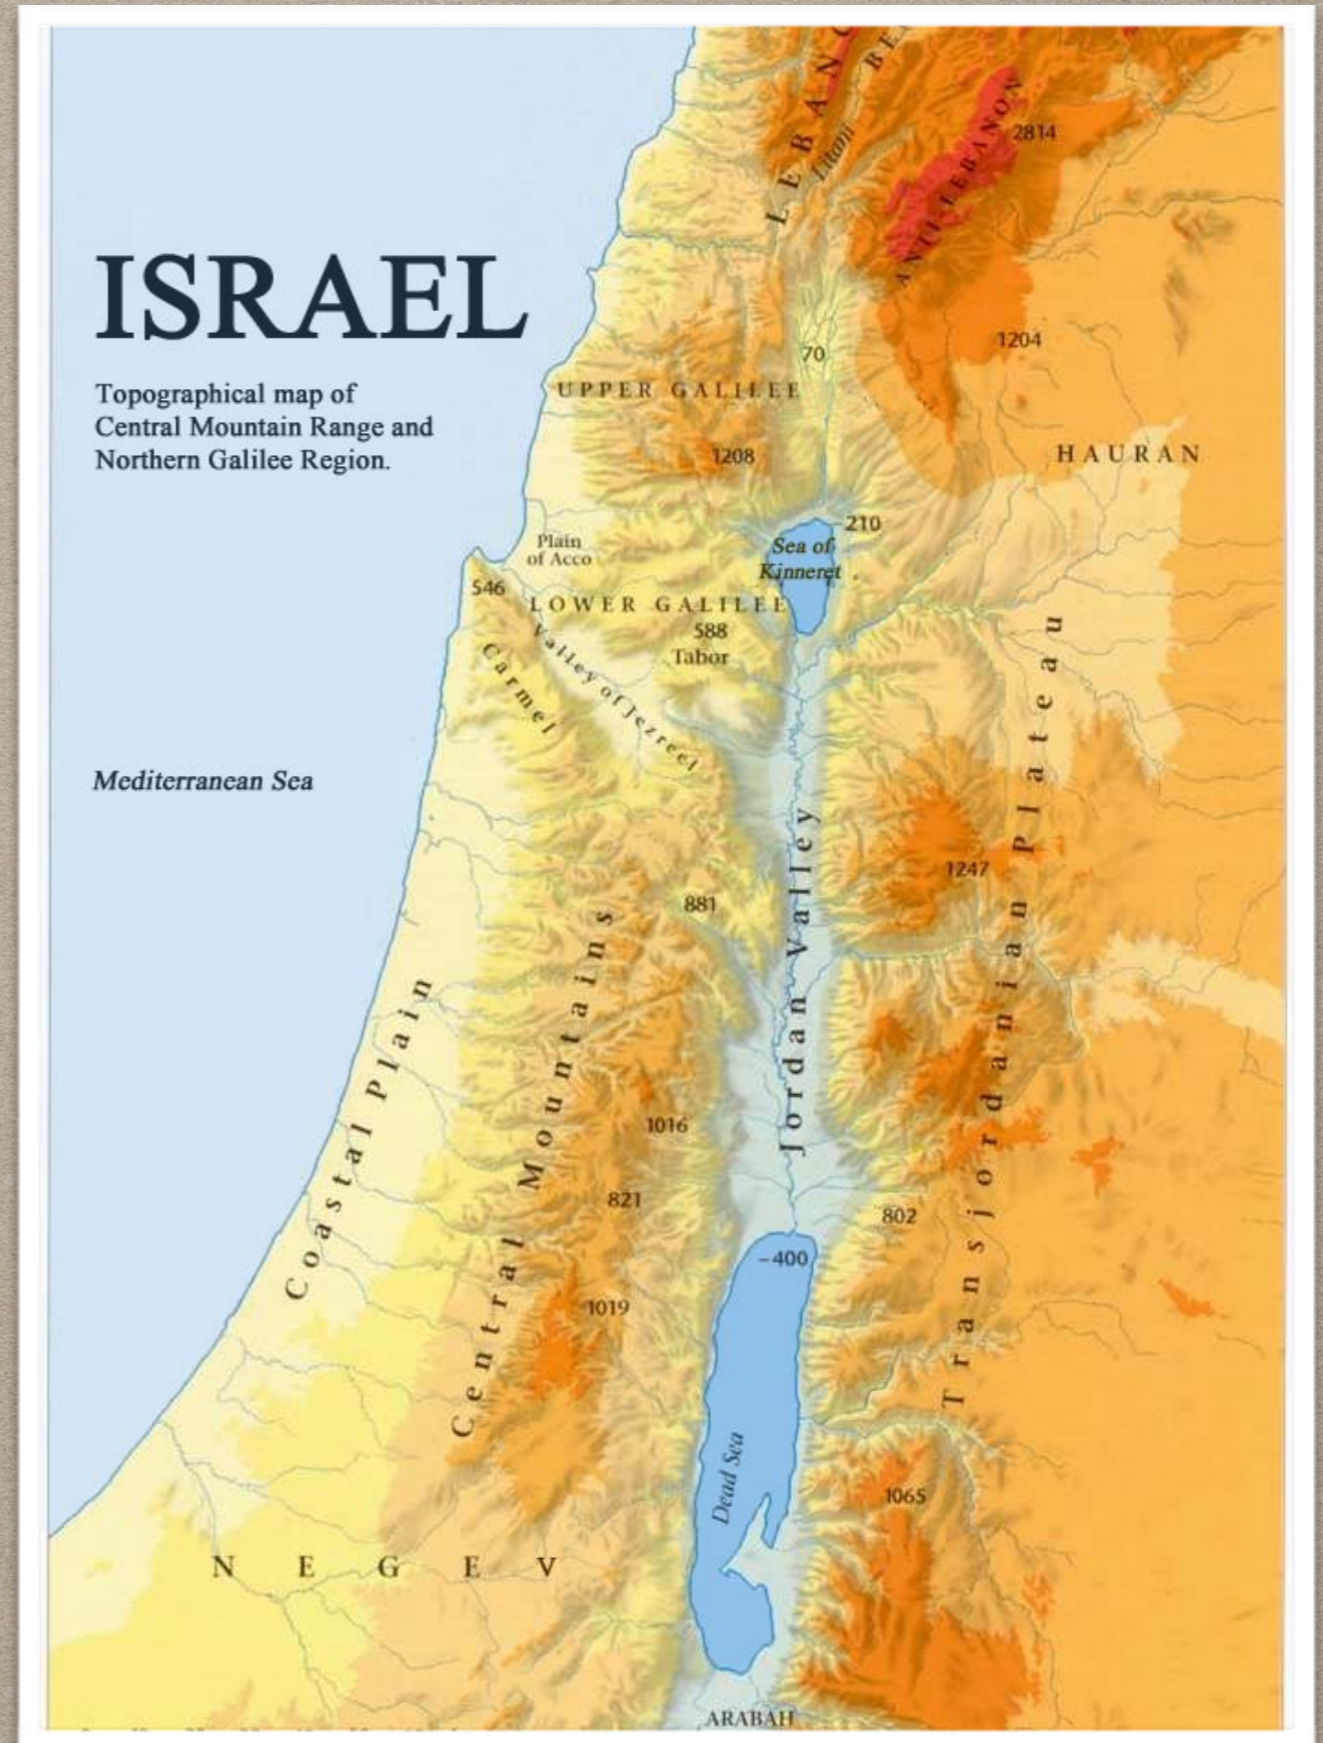 LEBANO
BE
Litani
ANTI-LEBANON
2814
ISRAEL
Topographical map of
Central Mountain Range and
Northern Galilee Region.
1204
70
UPPER GALILEE
HAURAN
1208
-210
Sea of
Kinneret
Plain
of Acco
546
LOWER GALILEE
588
Tabor
Valley of Jezreel
Carmel
Mediterranean Sea
1247
Transjordanian Plateau
Jordan Valley
881
Central Mountains
Coastal Plain
1016
821
802
-400
1019
Dead Sea
1065
NEGEV
ARABAH